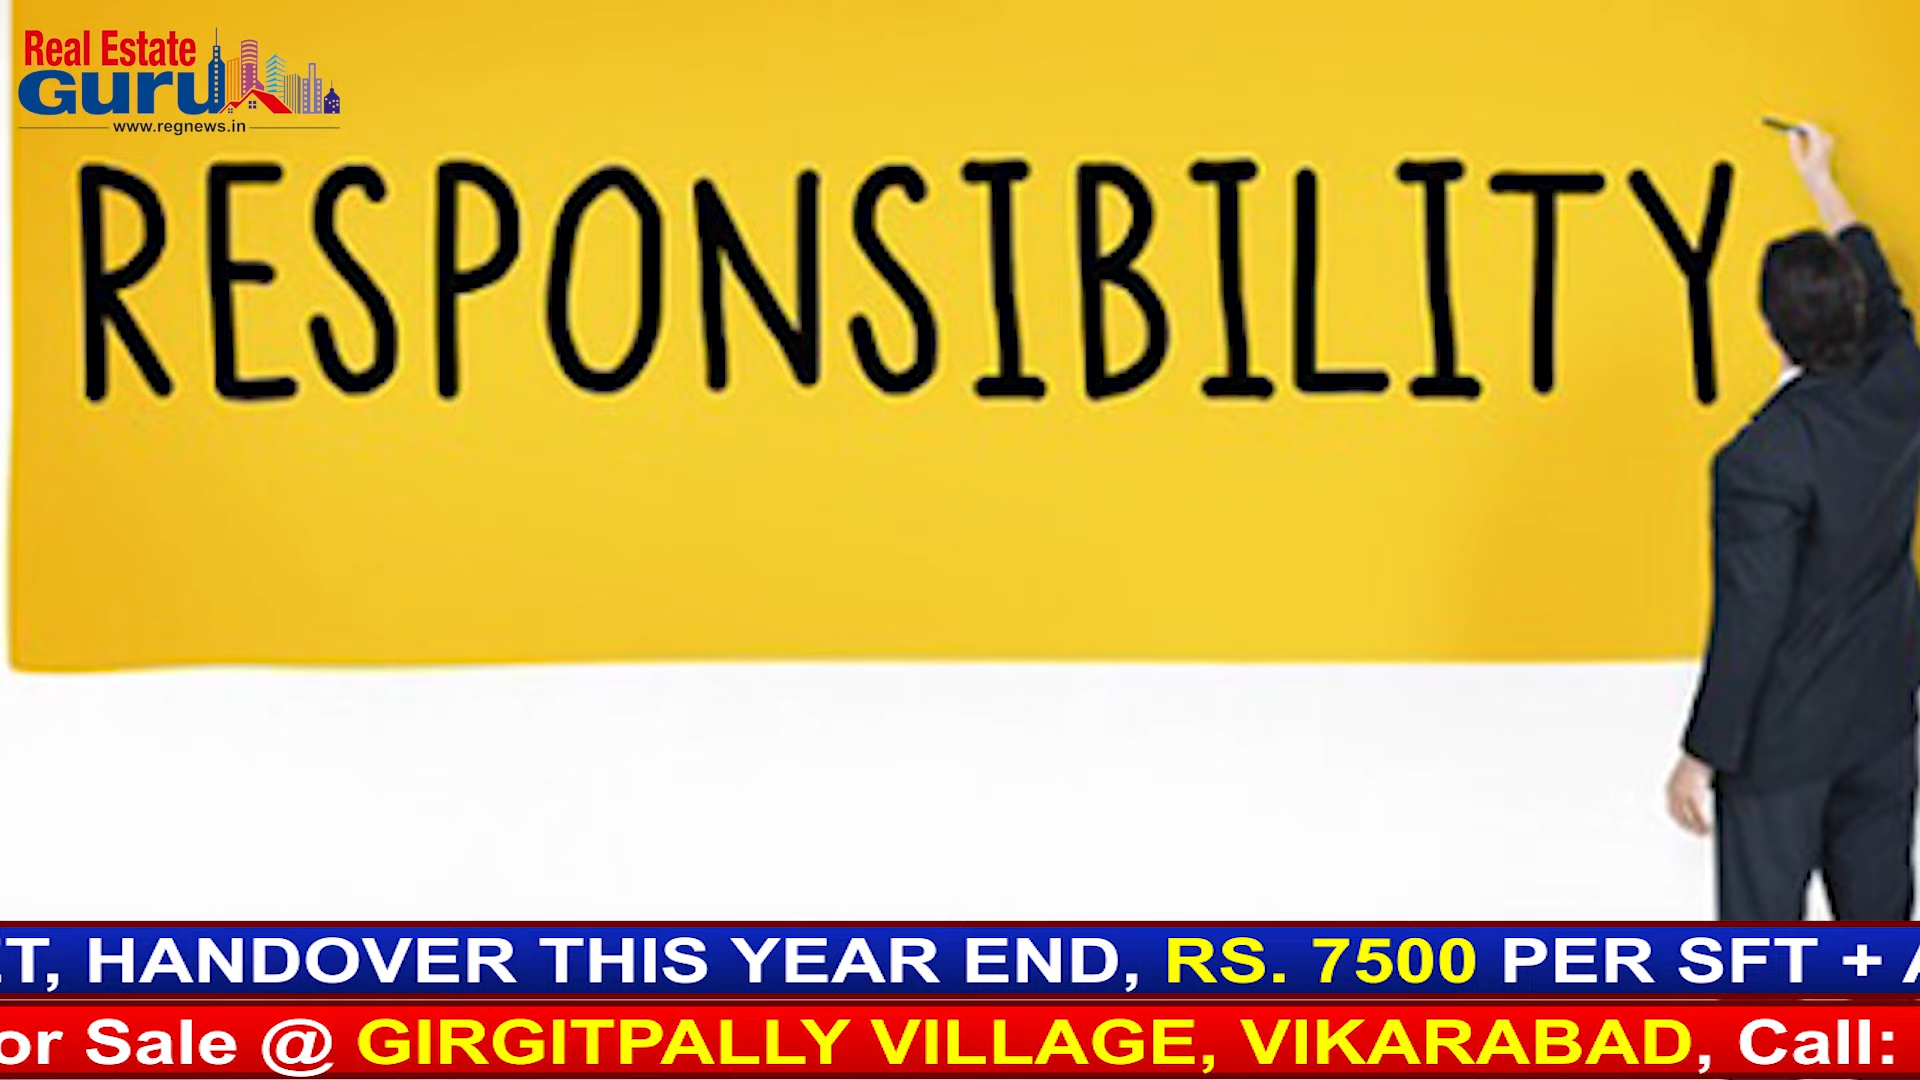 Real Estate
Guru
www.regnews.in
RESPONSIBILITY
, HANDOVER THIS YEAR END, RS. 7500 PER SFT +
Sale @ GIRGITPALLY VILLAGE, VIKARABAD, Call: